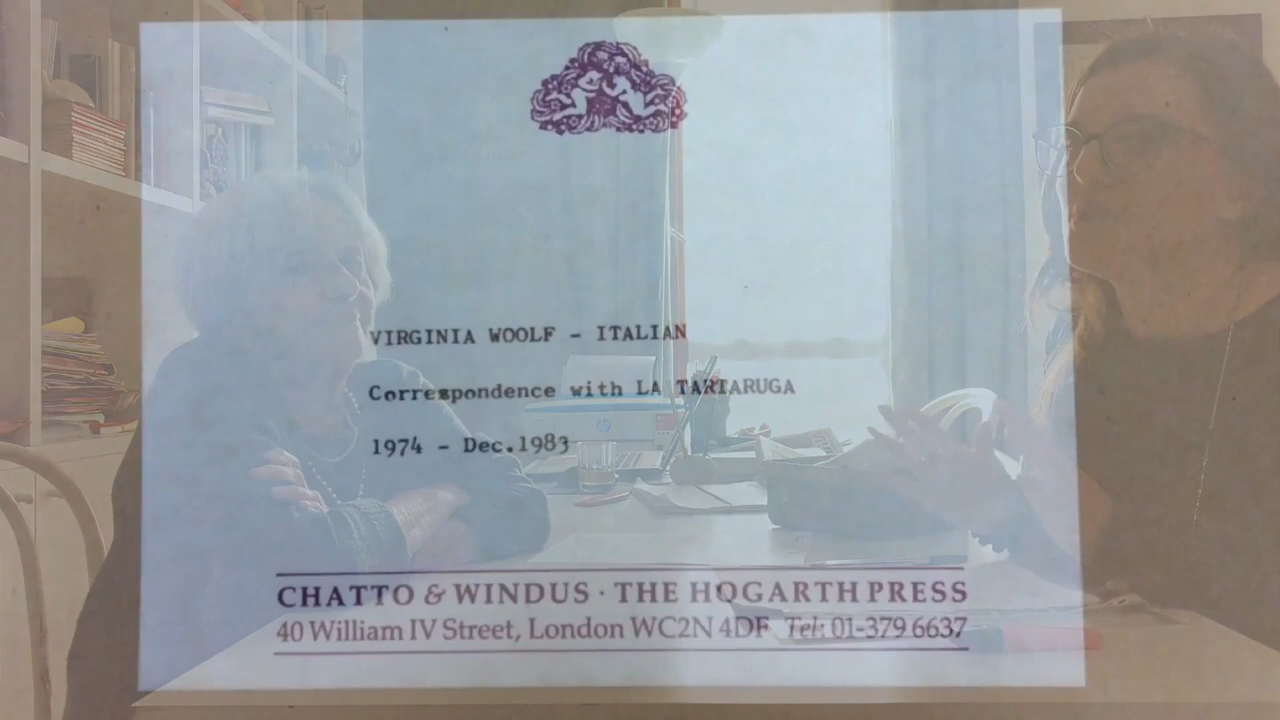 VIRGINIA WOOLF - ITALIAN
Correspondence with LA TARTARUGA
1974 - Dec.1983
CHATTO & WINDUS · THE HOGARTH PRESS
40 William IV Street, London WC2N 4DF Tel: 01-379 6637
hp